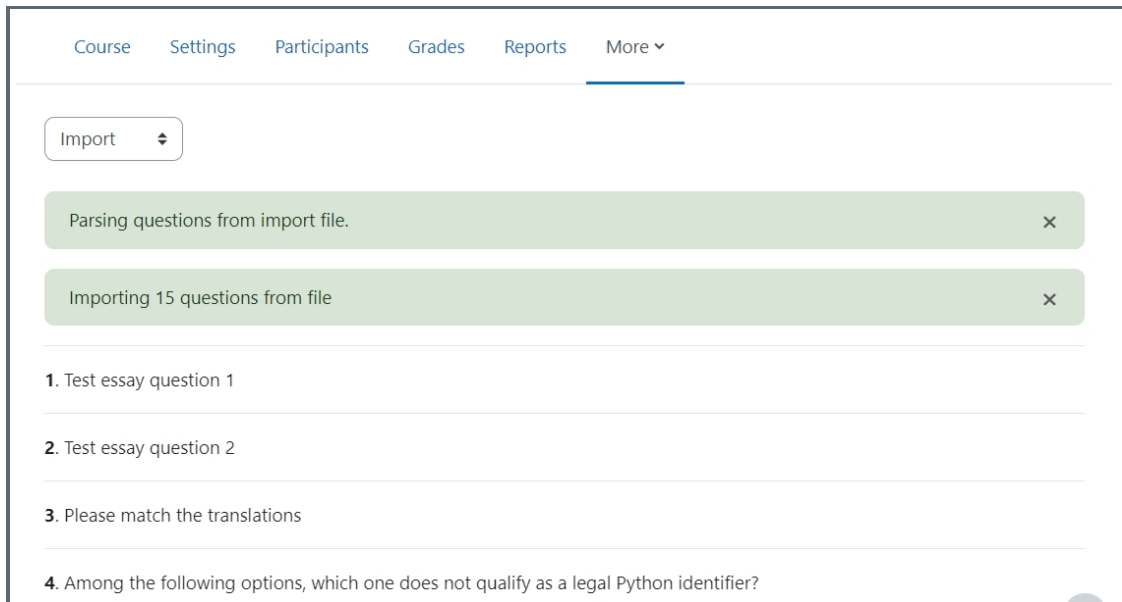 Course Settings Participants Grades Reports More
Import
Parsing questions from import file.
Importing 15 questions from file
1. Test essay question 1
2. Test essay question 2
3. Please match the translations
4. Among the following options, which one does not qualify as a legal Python identifier?